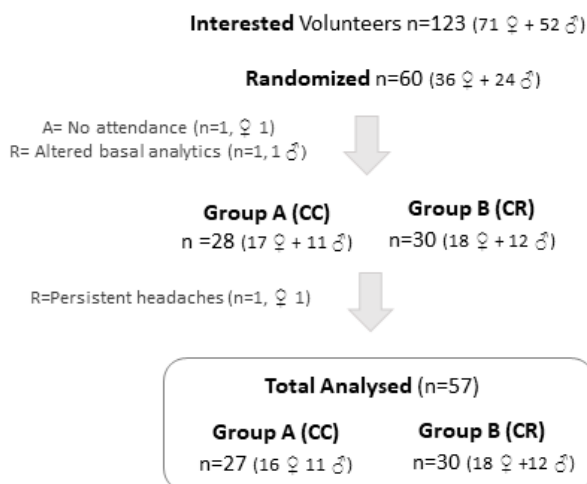 Interested Volunteers n=123 (71 ♀ + 52 ♂)
Randomized n=60 (36 ♀ + 24 ♂)
A= No attendance (n=1, ♀ 1)
R= Altered basal analytics (n=1, 1 ♂)
Group A (CC)
n =28 (17 ♀ + 11 ♂)
Group B (CR)
n=30 (18 ♀ + 12 ♂)
R=Persistent headaches (n=1, ♀ 1)
Total Analysed (n=57)
Group A (CC)
n=27 (16 ♀ 11 ♂)
Group B (CR)
n=30 (18 ♀ +12 ♂)